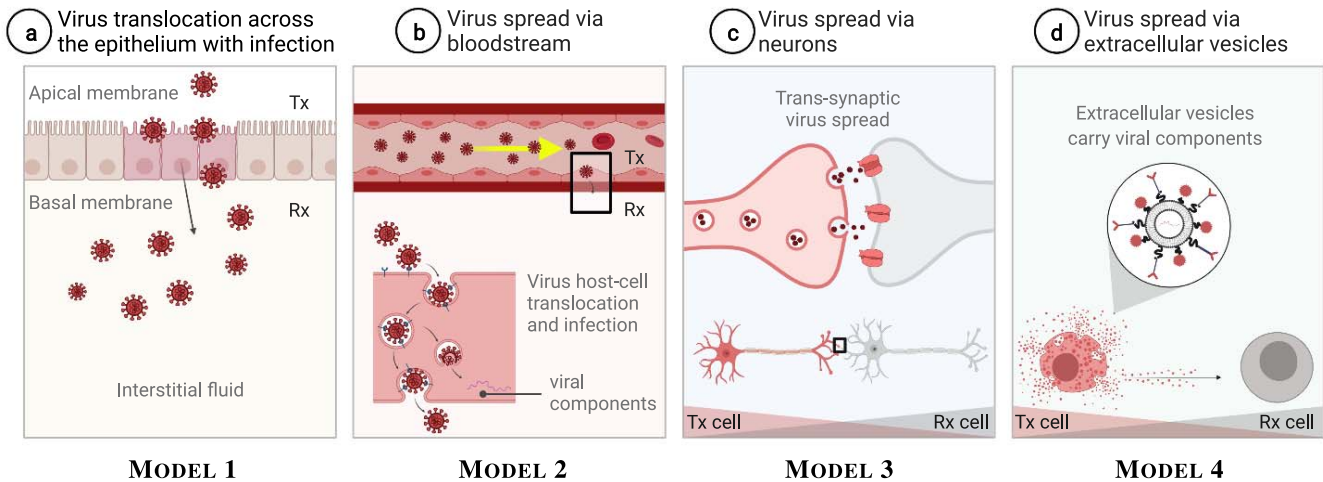 a Virus translocation across
the epithelium with infection
Apical membrane
Tx
Basal membrane
Rx
Interstitial fluid
MODEL 1
b Virus spread via
bloodstream
Tx
Rx
Virus host-cell
translocation
and infection
viral
components
MODEL 2
c Virus spread via
neurons
Trans-synaptic
virus spread
Tx cell
Rx cell
MODEL 3
d Virus spread via
extracellular vesicles
Extracellular vesicles
carry viral components
Tx cell
Rx cell
MODEL 4